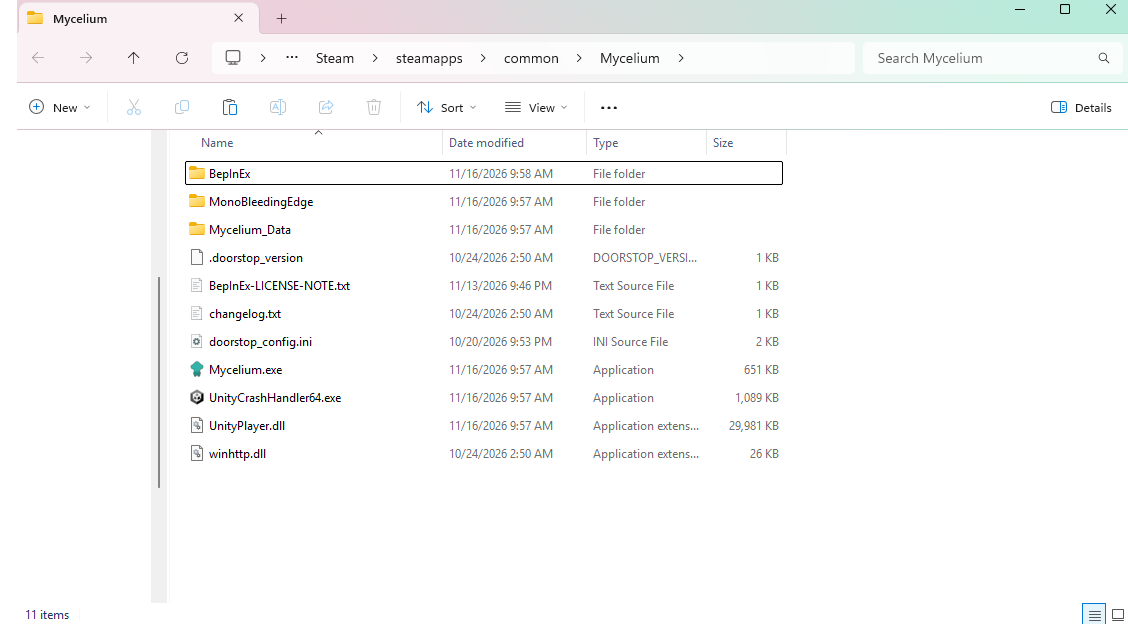 Mycelium
Steam steamapps common Mycelium Search Mycelium
New Sort View Details
Name Date modified Type Size
BepInEx 11/16/2026 9:58 AM File folder
MonoBleedingEdge 11/16/2026 9:57 AM File folder
Mycelium_Data 11/16/2026 9:57 AM File folder
.doorstop_version 10/24/2026 2:50 AM DOORSTOP_VERSI... 1 KB
BepInEx-LICENSE-NOTE.txt 11/13/2026 9:46 PM Text Source File 1 KB
changelog.txt 10/24/2026 2:50 AM Text Source File 1 KB
doorstop_config.ini 10/20/2026 9:53 PM INI Source File 2 KB
Mycelium.exe 11/16/2026 9:57 AM Application 651 KB
UnityCrashHandler64.exe 11/16/2026 9:57 AM Application 1,089 KB
UnityPlayer.dll 11/16/2026 9:57 AM Application extens... 29,981 KB
winhttp.dll 10/24/2026 2:50 AM Application extens... 26 KB
11 items